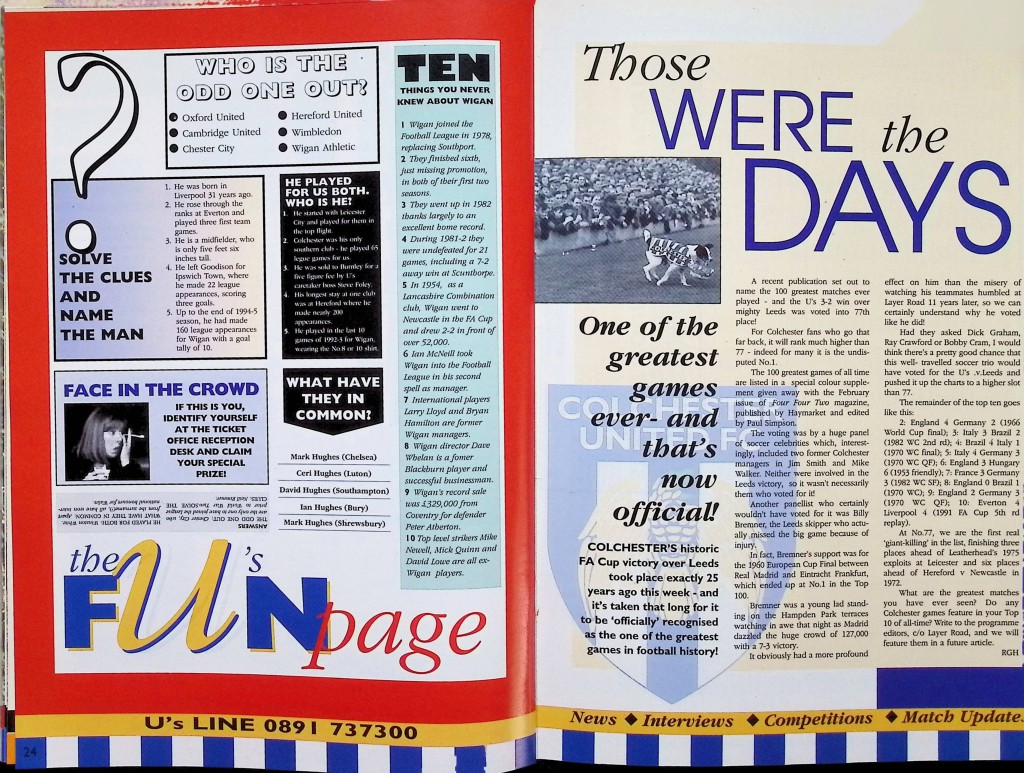 ?
WHO IS THE
ODD ONE OUT?
Oxford United
Cambridge United
Chester City
Hereford United
Wimbledon
Wigan Athletic
SOLVE
THE CLUES
AND
NAME
THE MAN
1. He was born in
Liverpool 31 years ago.
2. He rose through the
ranks at Everton and
played three first team
games.
3. He is a midfielder, who
is only five feet six
inches tall.
4. He left Goodison for
Ipswich Town, where
he made 22 league
appearances, scoring
three goals.
5. Up to the end of 1994-5
season, he had made
160 league appearances
for Wigan with a goal
tally of 10.
HE PLAYED
FOR US BOTH.
WHO IS HE?
1. He started with Leicester
City and played for them in
the top flight.
2. Colchester was his only
southern club - he played 65
league games for us.
3. He was sold to Burnley for a
five figure fee by U's
caretaker boss Steve Foley.
4. His longest stay at one club
was at Hereford where he
made nearly 200
appearances.
5. He played in the last 10
games of 1992-3 for Wigan,
wearing the No.8 or 10 shirt.
FACE IN THE CROWD
IF THIS IS YOU,
IDENTIFY YOURSELF
AT THE TICKET
OFFICE RECEPTION
DESK AND CLAIM
YOUR SPECIAL
PRIZE!
WHAT HAVE
THEY IN
COMMON?
Mark Hughes (Chelsea)
Ceri Hughes (Luton)
David Hughes (Southampton)
Ian Hughes (Bury)
Mark Hughes (Shrewsbury)
ANSWERS
THE ODD ONE OUT: Chester City, who
prior to World War Two.
the U's FUN page
TEN
THINGS YOU NEVER
KNEW ABOUT WIGAN
1 Wigan joined the
Football League in 1978,
replacing Southport.
2 They finished sixth,
just missing promotion,
in both of their first two
seasons.
3 They went up in 1982
thanks largely to an
excellent home record.
4 During 1981-2 they
were undefeated for 21
games, including a 7-2
away win at Scunthorpe.
5 In 1954, as a
Lancashire Combination
club, Wigan went to
Newcastle in the FA Cup
and drew 2-2 in front of
over 52,000.
6 Ian McNeill took
Wigan into the Football
League in his second
spell as manager.
7 International players
Larry Lloyd and Bryan
Hamilton are former
Wigan managers.
8 Wigan director Dave
Whelan is a fomer
Blackburn player and
successful businessman.
9 Wigan's record sale
was £329,000 from
Coventry for defender
Peter Atherton.
10 Top level strikers Mike
Newell, Mick Quinn and
David Lowe are all ex-
Wigan players.
U's LINE 0891 737300
24
Those
WERE the
DAYS
One of the
greatest
games
ever- and
that's
now
official!
COLCHESTER
UNITED FC
COLCHESTER'S historic
FA Cup victory over Leeds
took place exactly 25
years ago this week - and
it's taken that long for it
to be 'officially' recognised
as the one of the greatest
games in football history!
A recent publication set out to
name the 100 greatest matches ever
played - and the U's 3-2 win over
mighty Leeds was voted into 77th
place!
For Colchester fans who go that
far back, it will rank much higher than
77 - indeed for many it is the undis-
puted No.1.
The 100 greatest games of all time
are listed in a special colour supple-
ment given away with the February
issue of Four Four Two magazine,
published by Haymarket and edited
by Paul Simpson.
The voting was by a huge panel
of soccer celebrities which, interest-
ingly, included two former Colchester
managers in Jim Smith and Mike
Walker. Neither were involved in the
Leeds victory, so it wasn't necessarily
them who voted for it!
Another panellist who certainly
wouldn't have voted for it was Billy
Bremner, the Leeds skipper who actu-
ally missed the big game because of
injury.
In fact, Bremner's support for
the 1960 European Cup Final between
Real Madrid and Eintracht Frankfurt,
which ended up at No.1 in the Top
100.
Bremner was a young lad stand-
ing on the Hampden Park terraces
watching in awe that night as Madrid
dazzled the huge crowd of 127,000
with a 7-3 victory.
It obviously had a more profound
effect on him than the misery of
watching his teammates humbled at
Layer Road 11 years later, so we can
certainly understand why he voted
like he did!
Had they asked Dick Graham,
Ray Crawford or Bobby Cram, I would
think there's a pretty good chance that
this well- travelled soccer trio would
have voted for the U's .v.Leeds and
pushed it up the charts to a higher slot
than 77.
The remainder of the top ten goes
like this:
2: England 4 Germany 2 (1966
World Cup final); 3: Italy 3 Brazil 2
(1982 WC 2nd rd); 4: Brazil 4 Italy 1
(1970 WC final); 5: Italy 4 Germany 3
(1970 WC QF); 6: England 3 Hungary
6 (1953 friendly); 7: France 3 Germany
3 (1982 WC SF); 8: England 0 Brazil 1
(1970 WC); 9: England 2 Germany 3
(1970 WC QF); 10: Everton 4
Liverpool 4 (1991 FA Cup 5th rd
replay).
At No.77, we are the first real
'giant-killing' in the list, finishing three
places ahead of Leatherhead's 1975
exploits at Leicester and six places
ahead of Hereford v Newcastle in
1972.
What are the greatest matches
you have ever seen? Do any
Colchester games feature in your Top
10 of all-time? Write to the programme
editors, c/o Layer Road, and we will
feature them in a future article.
RGH
News ◆ Interviews ◆ Competitions ◆ Match Update